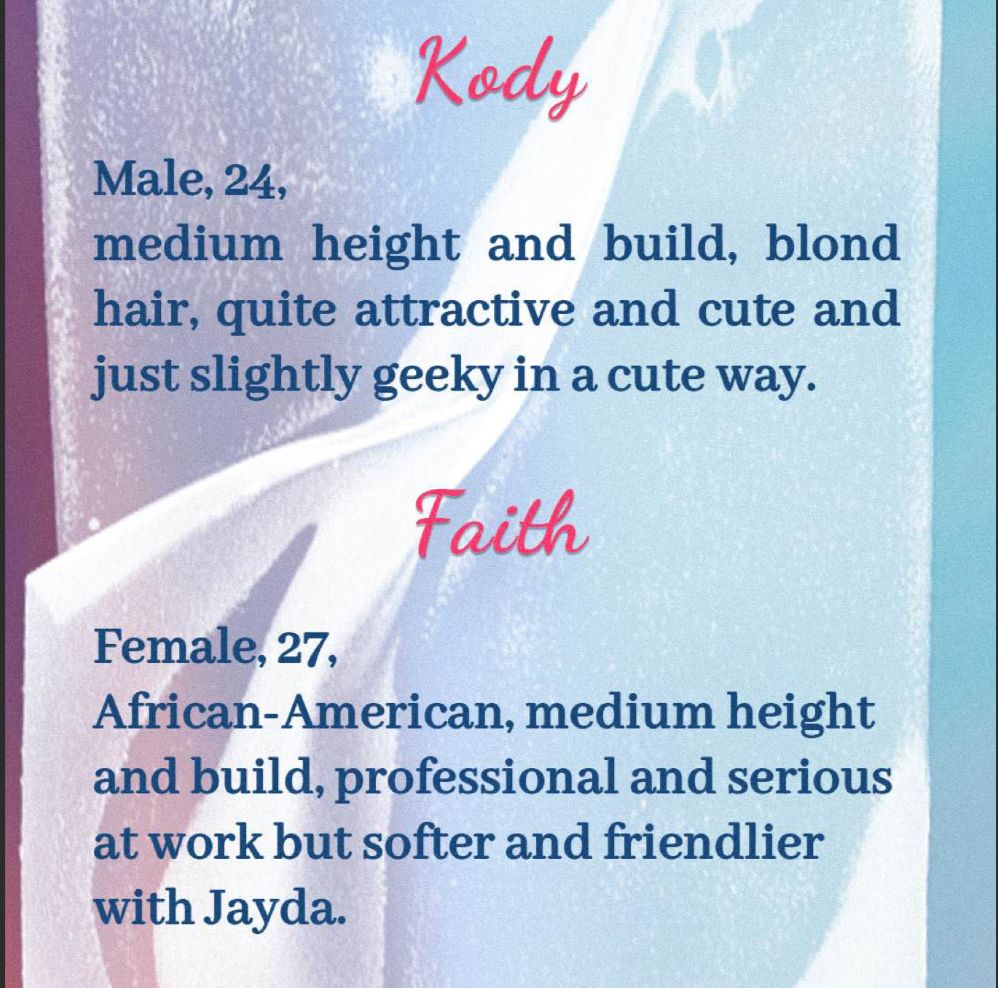 Kody
Male, 24,
medium height and build, blond
hair, quite attractive and cute and
just slightly geeky in a cute way.
Faith
Female, 27,
African-American, medium height
and build, professional and serious
at work but softer and friendlier
with Jayda.